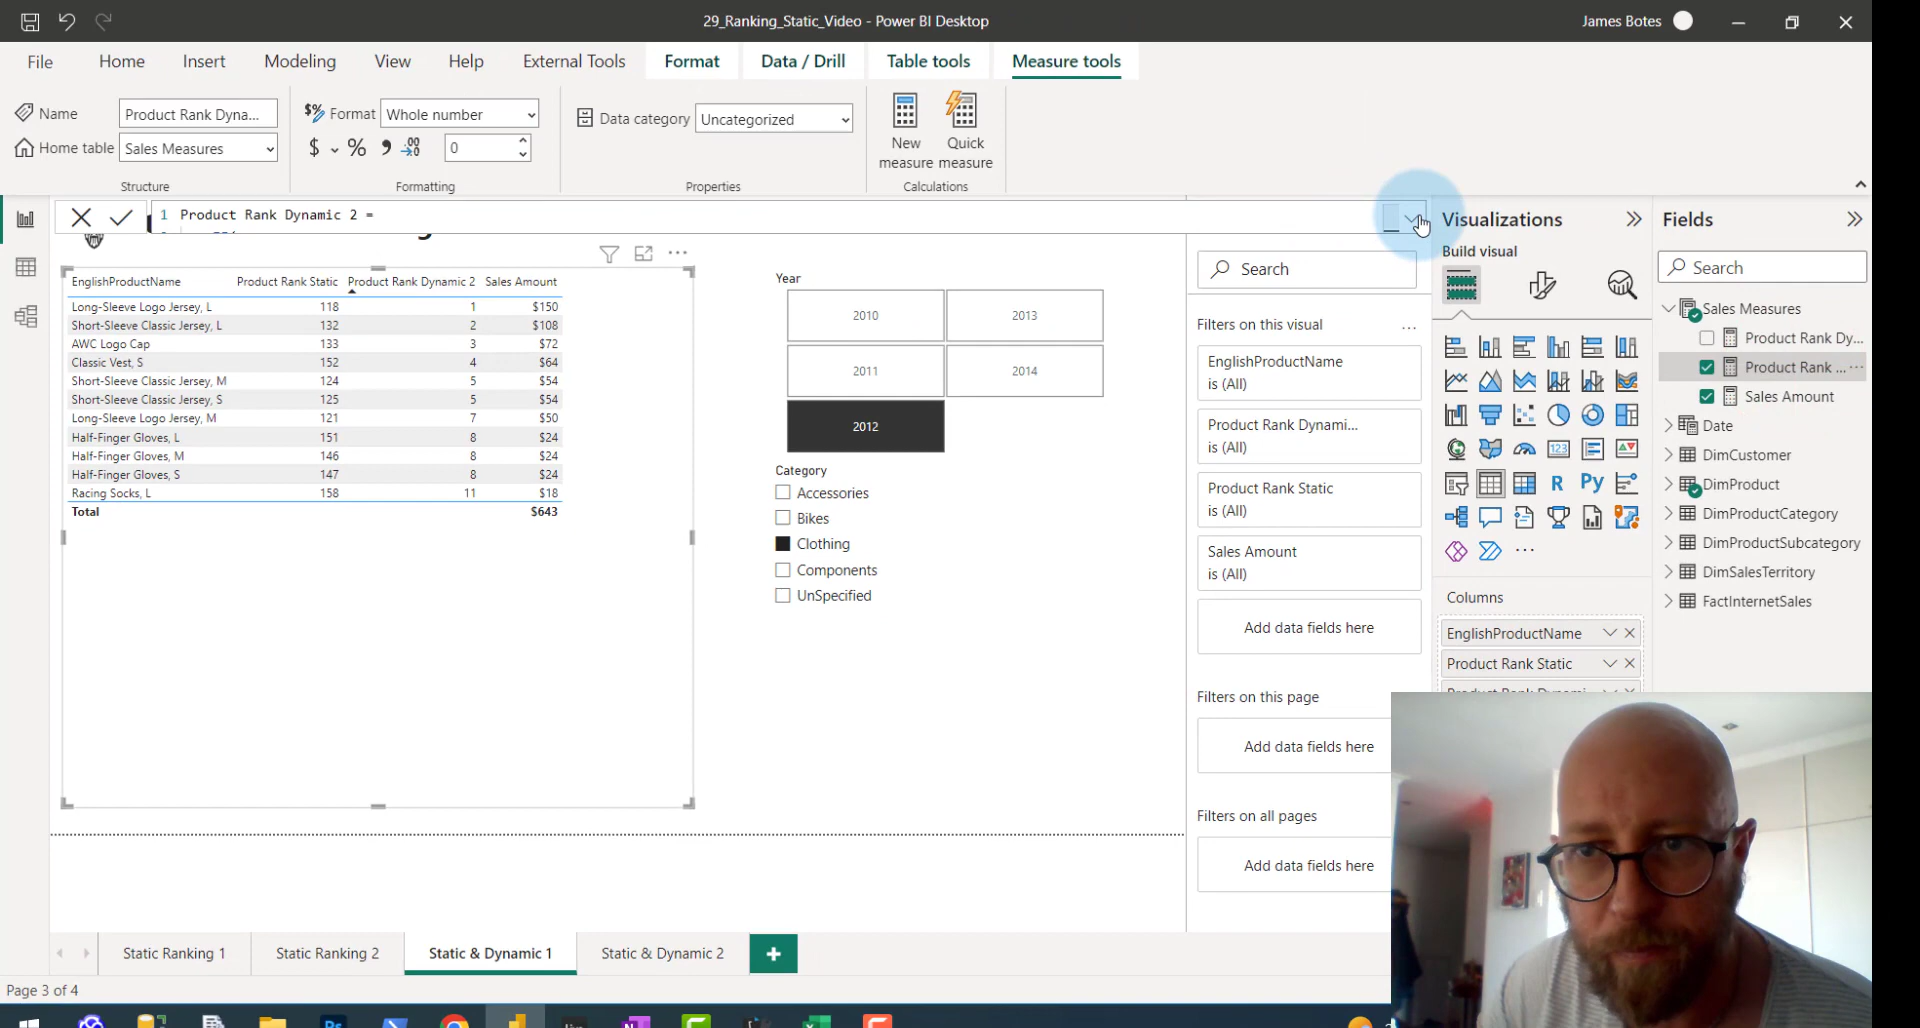 29_Ranking_Static_Video - Power BI Desktop
James Botes
File Home Insert Modeling View Help External Tools Format Data / Drill Table tools Measure tools
Name Product Rank Dyna...
Home table Sales Measures
Structure
Format Whole number
$ % 0
Formatting
Data category Uncategorized
Properties
New measure
Quick measure
Calculations
1 Product Rank Dynamic 2 =
EnglishProductName Product Rank Static Product Rank Dynamic 2 Sales Amount
Long-Sleeve Logo Jersey, L 118 1 $150
Short-Sleeve Classic Jersey, L 132 2 $108
AWC Logo Cap 133 3 $72
Classic Vest, S 152 4 $64
Short-Sleeve Classic Jersey, M 124 5 $54
Short-Sleeve Classic Jersey, S 125 5 $54
Long-Sleeve Logo Jersey, M 121 7 $50
Half-Finger Gloves, L 151 8 $24
Half-Finger Gloves, M 146 8 $24
Half-Finger Gloves, S 147 8 $24
Racing Socks, L 158 11 $18
Total $643
Year
2010 2013
2011 2014
2012
Category
Accessories
Bikes
Clothing
Components
UnSpecified
Search
Filters on this visual ...
EnglishProductName
is (All)
Product Rank Dynami...
is (All)
Product Rank Static
is (All)
Sales Amount
is (All)
Add data fields here
Filters on this page
Add data fields here
Filters on all pages
Add data fields here
Visualizations
Build visual
R Py
123
...
Columns
EnglishProductName
Product Rank Static
Fields
Search
Sales Measures
Product Rank Dy...
Product Rank ... ...
Sales Amount
Date
DimCustomer
DimProduct
DimProductCategory
DimProductSubcategory
DimSalesTerritory
FactInternetSales
Static Ranking 1 Static Ranking 2 Static & Dynamic 1 Static & Dynamic 2
Page 3 of 4